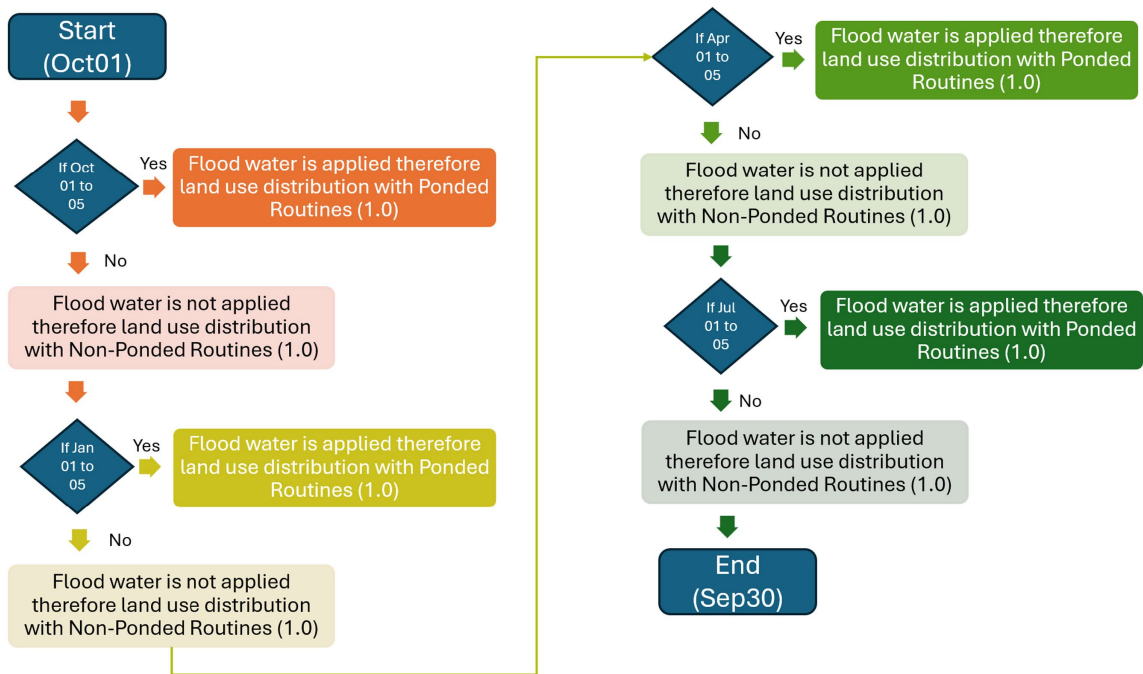 Start
(Oct01)
If Oct
01 to
05
Yes
Flood water is applied therefore
land use distribution with Ponded
Routines (1.0)
No
Flood water is not applied
therefore land use distribution
with Non-Ponded Routines (1.0)
If Jan
01 to
05
Yes
Flood water is applied therefore
land use distribution with Ponded
Routines (1.0)
No
Flood water is not applied
therefore land use distribution
with Non-Ponded Routines (1.0)
If Apr
01 to
05
Yes
Flood water is applied therefore
land use distribution with Ponded
Routines (1.0)
No
Flood water is not applied
therefore land use distribution
with Non-Ponded Routines (1.0)
If Jul
01 to
05
Yes
Flood water is applied therefore
land use distribution with Ponded
Routines (1.0)
No
Flood water is not applied
therefore land use distribution
with Non-Ponded Routines (1.0)
End
(Sep30)